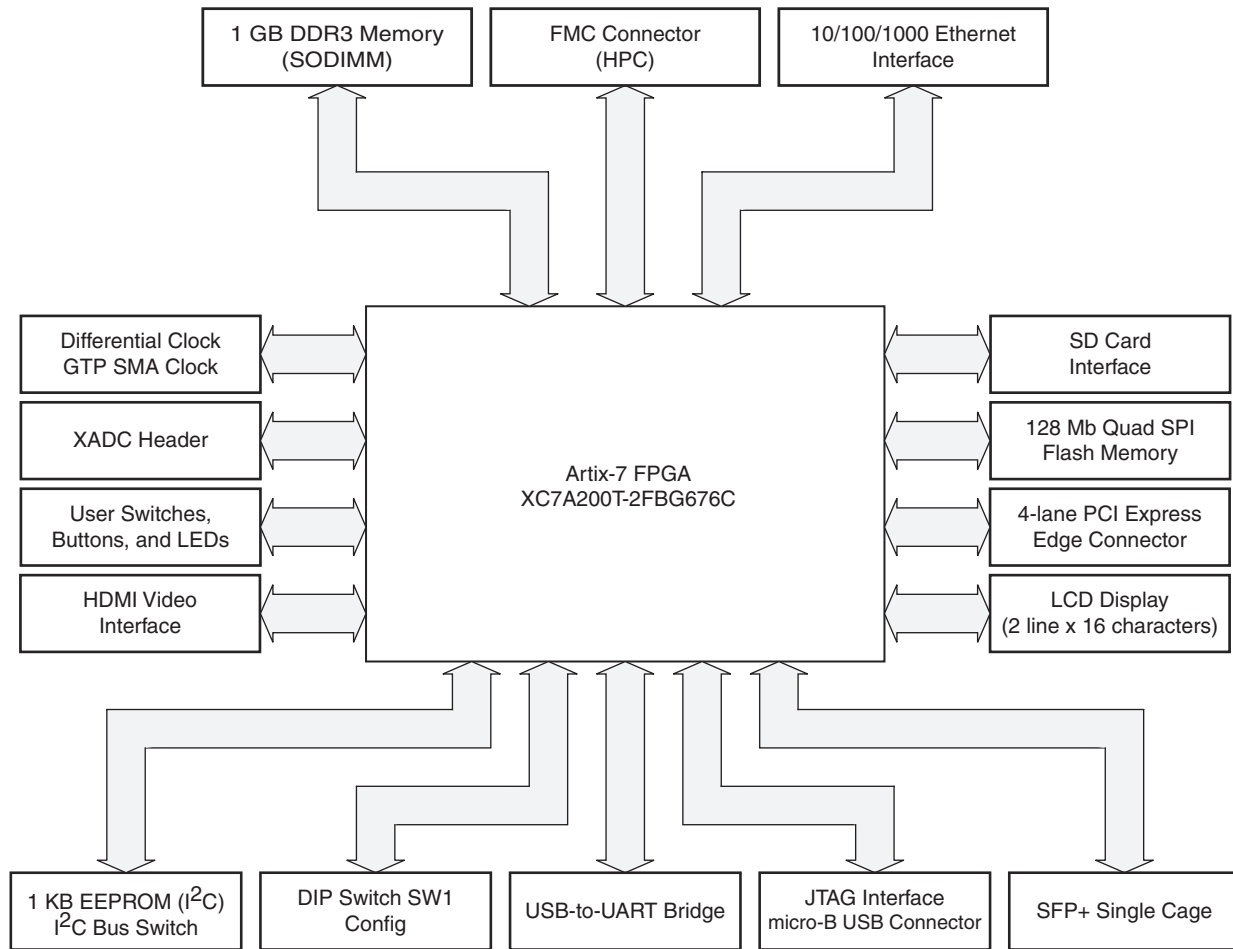 1 GB DDR3 Memory
(SODIMM)
FMC Connector
(HPC)
10/100/1000 Ethernet
Interface
Differential Clock
GTP SMA Clock
XADC Header
User Switches,
Buttons, and LEDs
HDMI Video
Interface
Artix-7 FPGA
XC7A200T-2FBG676C
SD Card
Interface
128 Mb Quad SPI
Flash Memory
4-lane PCI Express
Edge Connector
LCD Display
(2 line x 16 characters)
1 KB EEPROM (I²C)
I²C Bus Switch
DIP Switch SW1
Config
USB-to-UART Bridge
JTAG Interface
micro-B USB Connector
SFP+ Single Cage